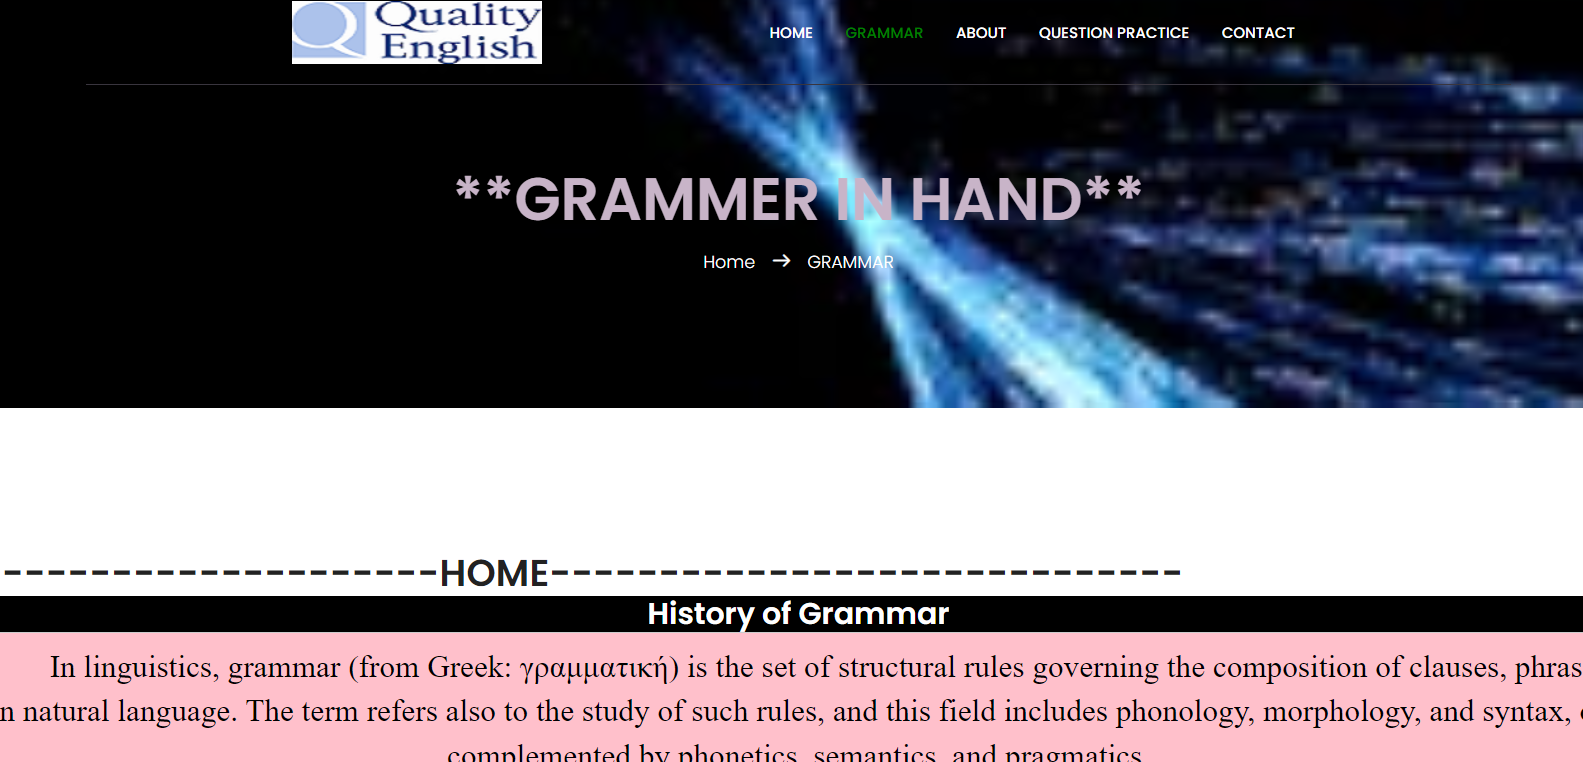 Quality
English
HOME GRAMMAR ABOUT QUESTION PRACTICE CONTACT
**GRAMMER IN HAND**
Home → GRAMMAR
--------------------HOME-----------------------------
History of Grammar
In linguistics, grammar (from Greek: γραμματική) is the set of structural rules governing the composition of clauses, phras
n natural language. The term refers also to the study of such rules, and this field includes phonology, morphology, and syntax,
complemented by phonetics, semantics, and pragmatics.